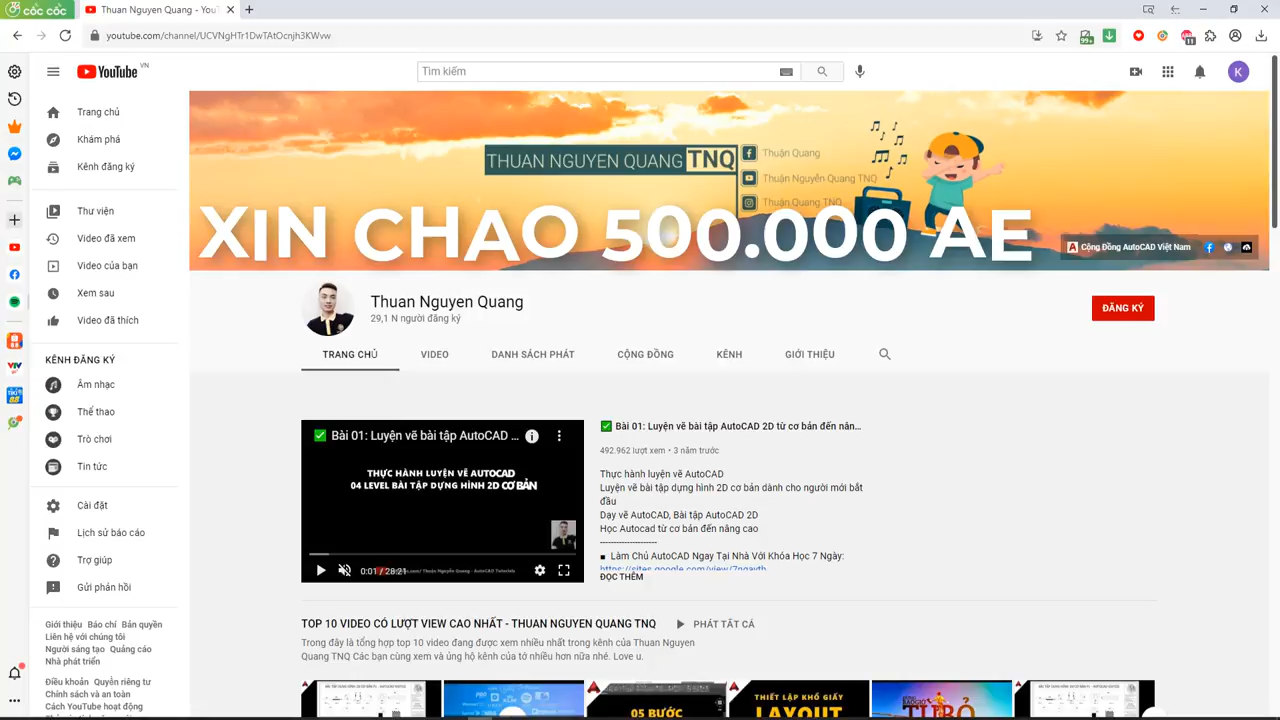 cốc cốc
Thuan Nguyen Quang - YouT
youtube.com/channel/UCVNgHTr1DwTAtOcnjh3KWvw
99+
11
YouTube VN
Tìm kiếm
K
Trang chủ
Khám phá
Kênh đăng ký
Thư viện
Video đã xem
Video của bạn
Xem sau
Video đã thích
KÊNH ĐĂNG KÝ
Âm nhạc
Thể thao
Trò chơi
Tin tức
Cài đặt
Lịch sử báo cáo
Trợ giúp
Gửi phản hồi
Giới thiệu Báo chí Bản quyền
Liên hệ với chúng tôi
Người sáng tạo Quảng cáo
Nhà phát triển
Điều khoản Quyền riêng tư
Chính sách và an toàn
Cách YouTube hoạt động
THUAN NGUYEN QUANG TNQ
Thuận Quang
Thuận Nguyễn Quang TNQ
Thuận Quang TNQ
XIN CHAO 500.000 AE
Cộng Đồng AutoCAD Việt Nam
Thuan Nguyen Quang
29,1 N người đăng ký
ĐĂNG KÝ
TRANG CHỦ VIDEO DANH SÁCH PHÁT CỘNG ĐỒNG KÊNH GIỚI THIỆU
✅ Bài 01: Luyện vẽ bài tập AutoCAD ...
THỰC HÀNH LUYỆN VẼ AUTOCAD
04 LEVEL BÀI TẬP DỰNG HÌNH 2D CƠ BẢN
0:01 / 28:21
✅ Bài 01: Luyện vẽ bài tập AutoCAD 2D từ cơ bản đến nân...
492.962 lượt xem • 3 năm trước
Thực hành luyện vẽ AutoCAD
Luyện vẽ bài tập dựng hình 2D cơ bản dành cho người mới bắt
đầu
Dạy vẽ AutoCAD, Bài tập AutoCAD 2D
Học Autocad từ cơ bản đến nâng cao
--------------------
■ Làm Chủ AutoCAD Ngay Tại Nhà Với Khóa Học 7 Ngày:
https://sites.google.com/view/7ngayth
ĐỌC THÊM
TOP 10 VIDEO CÓ LƯỢT VIEW CAO NHẤT - THUAN NGUYEN QUANG TNQ PHÁT TẤT CẢ
Trong đây là tổng hợp top 10 video đang được xem nhiều nhất trong kênh của Thuan Nguyen
Quang TNQ Các bạn cùng xem và ủng hộ kênh của tớ nhiều hơn nữa nhé. Love u.
05 BƯỚC
THIẾT LẬP KHỔ GIẤY
LAYOUT
TỪ BỎ